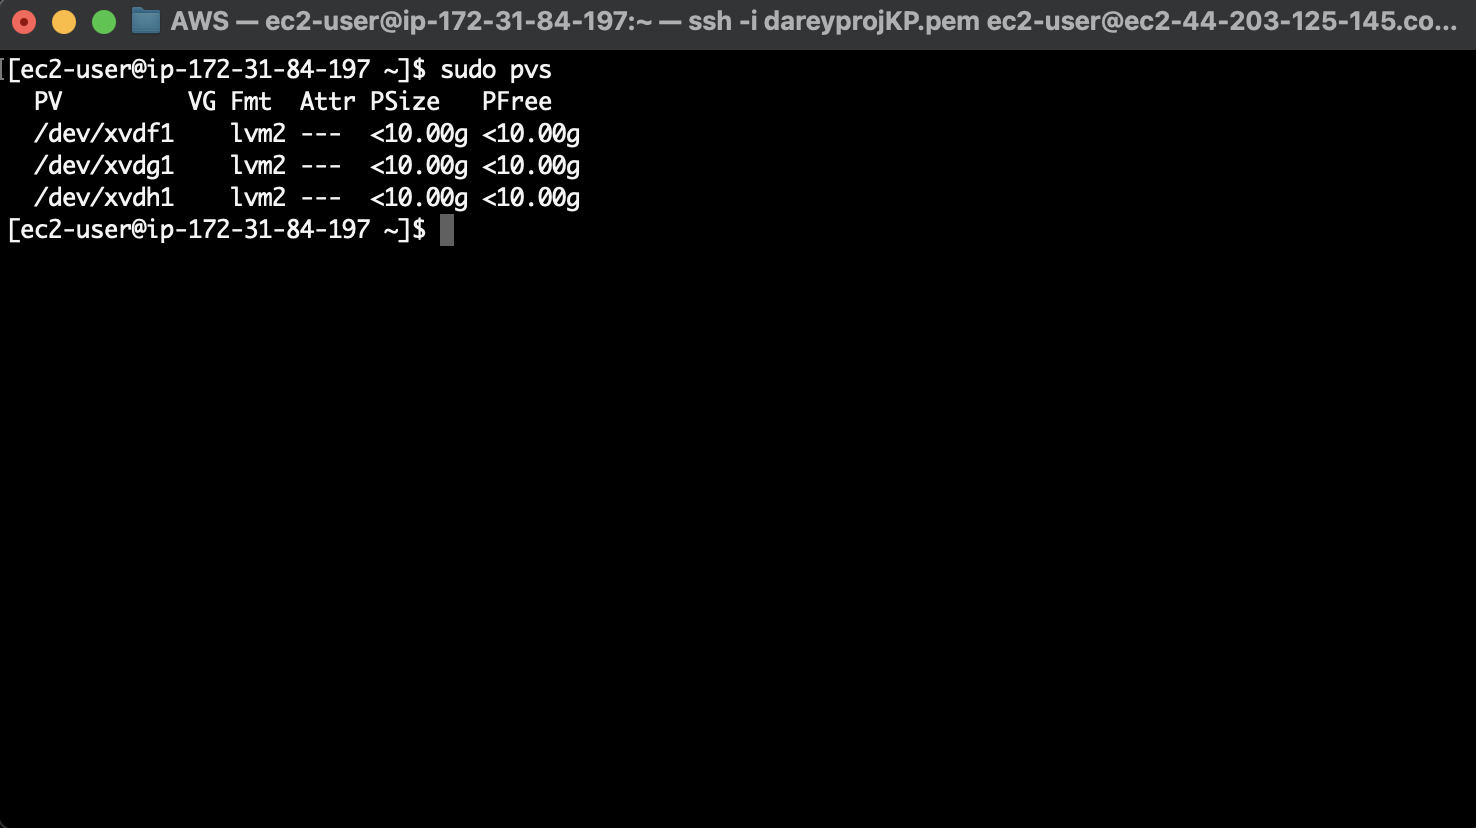 AWS — ec2-user@ip-172-31-84-197:~ — ssh -i dareyprojKP.pem ec2-user@ec2-44-203-125-145.co...
[ec2-user@ip-172-31-84-197 ~]$ sudo pvs
  PV         VG Fmt  Attr PSize   PFree
  /dev/xvdf1    lvm2 ---  <10.00g <10.00g
  /dev/xvdg1    lvm2 ---  <10.00g <10.00g
  /dev/xvdh1    lvm2 ---  <10.00g <10.00g
[ec2-user@ip-172-31-84-197 ~]$